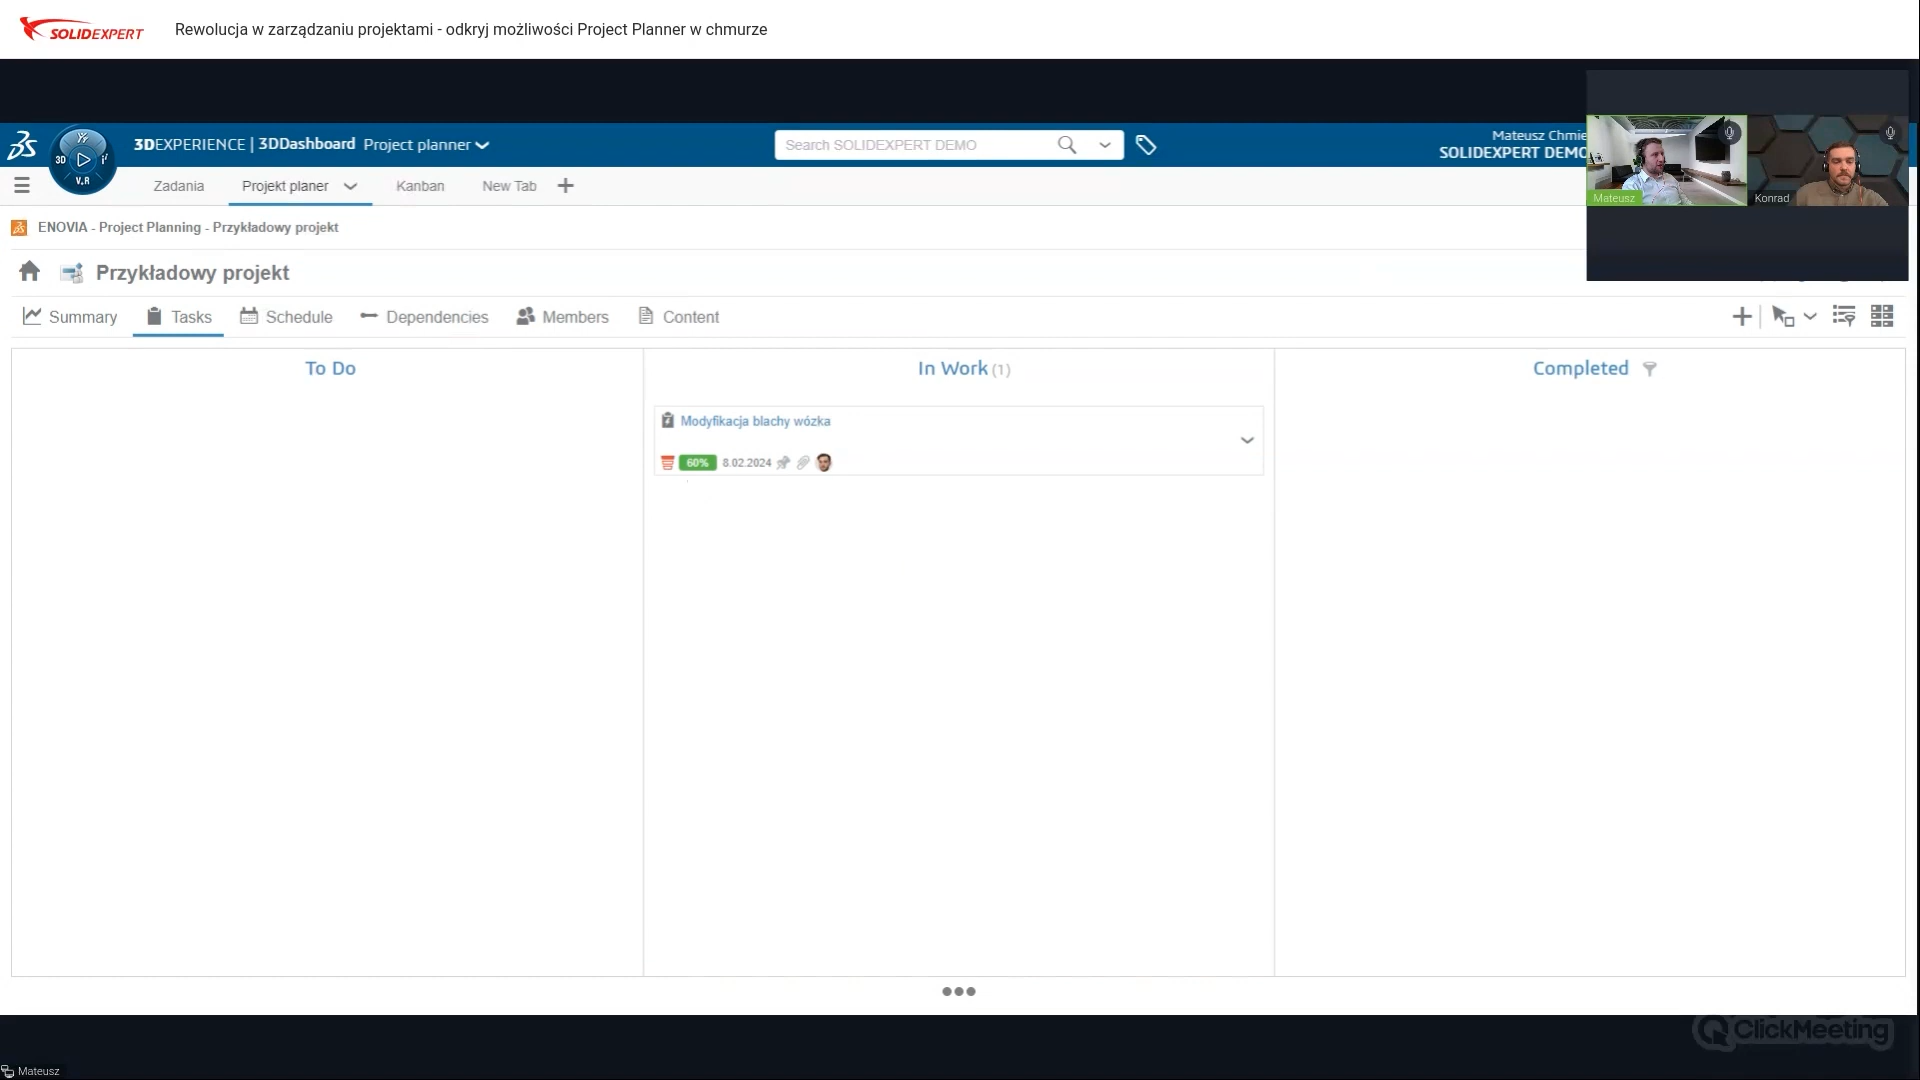 SOLIDEXPERT
Rewolucja w zarządzaniu projektami - odkryj możliwości Project Planner w chmurze
3DEXPERIENCE | 3DDashboard Project planner
Search SOLIDEXPERT DEMO
Mateusz Chmie
SOLIDEXPERT DEMO
3D
V.R
Zadania
Projekt planer
Kanban
New Tab
Mateusz
Konrad
ENOVIA - Project Planning - Przykładowy projekt
Przykładowy projekt
Summary
Tasks
Schedule
Dependencies
Members
Content
To Do
In Work (1)
Completed
Modyfikacja blachy wózka
60%
8.02.2024
ClickMeeting
Mateusz